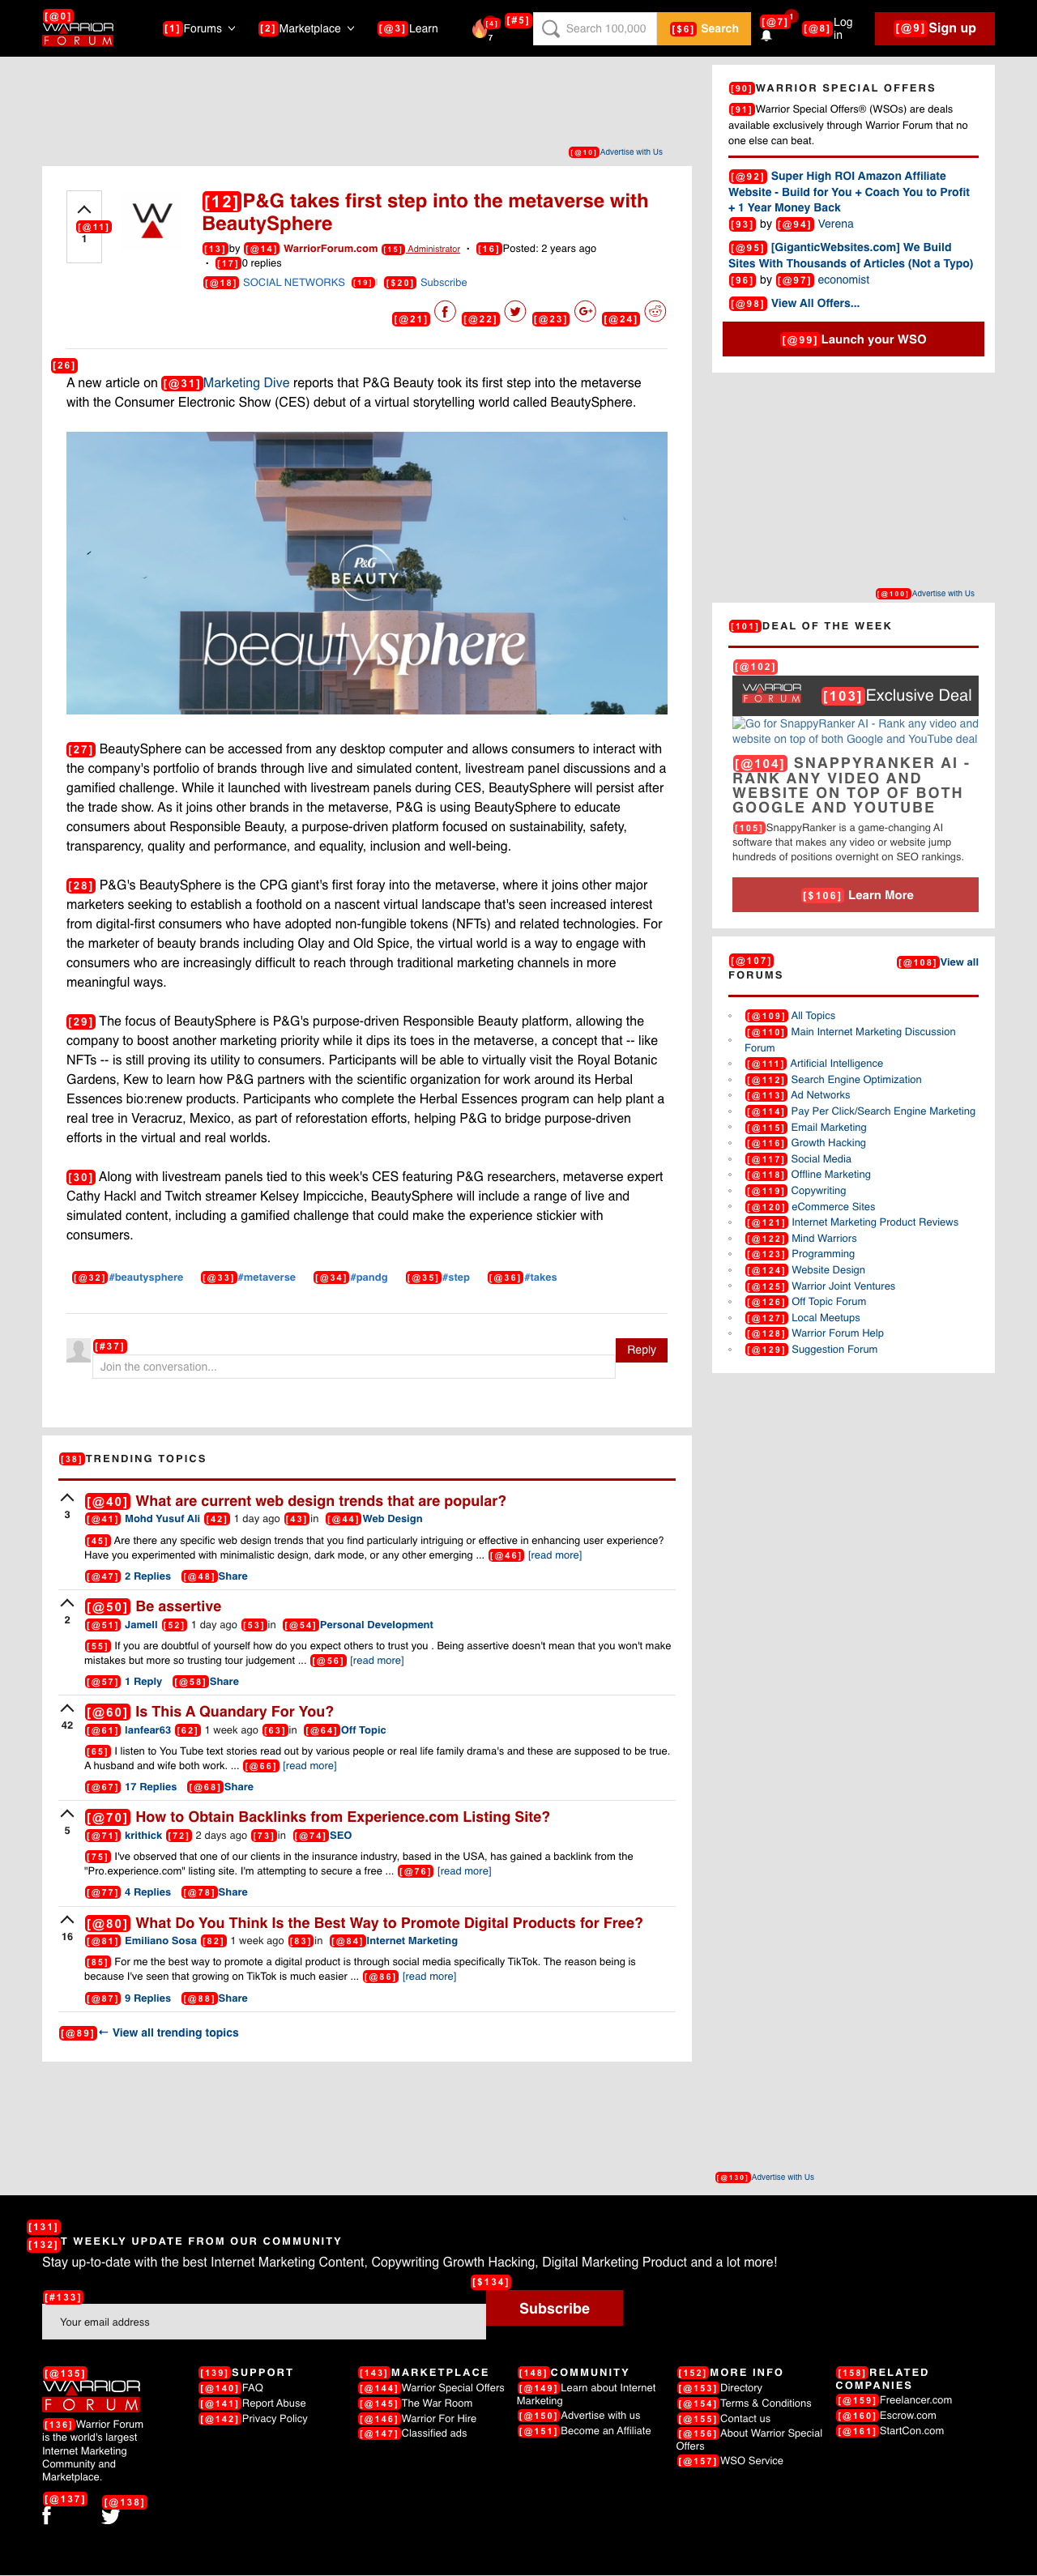 [@0]
WARRIOR
FORUM
[1]Forums
[2]Marketplace
[@3]Learn
[4]
7
[#5]
Search 100,000
[$6] Search
[@7] 1
[@8]Log in
[@9]Sign up
[@10]Advertise with Us
[@11]
1
[12]P&G takes first step into the metaverse with
BeautySphere
[13]by [@14] WarriorForum.com [15] Administrator · [16]Posted: 2 years ago
· [17]0 replies
[@18] SOCIAL NETWORKS [19] [$20] Subscribe
[@21] [@22] [@23] [@24]
[26]
A new article on [@31]Marketing Dive reports that P&G Beauty took its first step into the metaverse
with the Consumer Electronic Show (CES) debut of a virtual storytelling world called BeautySphere.
P&G
BEAUTY
beautysphere
[27] BeautySphere can be accessed from any desktop computer and allows consumers to interact with
the company's portfolio of brands through live and simulated content, livestream panel discussions and a
gamified challenge. While it launched with livestream panels during CES, BeautySphere will persist after
the trade show. As it joins other brands in the metaverse, P&G is using BeautySphere to educate
consumers about Responsible Beauty, a purpose-driven platform focused on sustainability, safety,
transparency, quality and performance, and equality, inclusion and well-being.
[28] P&G's BeautySphere is the CPG giant's first foray into the metaverse, where it joins other major
marketers seeking to establish a foothold on a nascent virtual landscape that's seen increased interest
from digital-first consumers who have adopted non-fungible tokens (NFTs) and related technologies. For
the marketer of beauty brands including Olay and Old Spice, the virtual world is a way to engage with
consumers who are increasingly difficult to reach through traditional marketing channels in more
meaningful ways.
[29] The focus of BeautySphere is P&G's purpose-driven Responsible Beauty platform, allowing the
company to boost another marketing priority while it dips its toes in the metaverse, a concept that -- like
NFTs -- is still proving its utility to consumers. Participants will be able to virtually visit the Royal Botanic
Gardens, Kew to learn how P&G partners with the scientific organization for work around its Herbal
Essences bio:renew products. Participants who complete the Herbal Essences program can help plant a
real tree in Veracruz, Mexico, as part of reforestation efforts, helping P&G to bridge purpose-driven
efforts in the virtual and real worlds.
[30] Along with livestream panels tied to this week's CES featuring P&G researchers, metaverse expert
Cathy Hackl and Twitch streamer Kelsey Impicciche, BeautySphere will include a range of live and
simulated content, including a gamified challenge that could make the experience stickier with
consumers.
[@32]#beautysphere [@33]#metaverse [@34]#pandg [@35]#step [@36]#takes
[#37]
Join the conversation...
Reply
[38]TRENDING TOPICS
3
[@40] What are current web design trends that are popular?
[@41] Mohd Yusuf Ali [42] 1 day ago [43]in [@44]Web Design
[45] Are there any specific web design trends that you find particularly intriguing or effective in enhancing user experience?
Have you experimented with minimalistic design, dark mode, or any other emerging ... [@46] [read more]
[@47] 2 Replies [@48]Share
2
[@50] Be assertive
[@51] Jamell [52] 1 day ago [53]in [@54]Personal Development
[55] If you are doubtful of yourself how do you expect others to trust you . Being assertive doesn't mean that you won't make
mistakes but more so trusting tour judgement ... [@56] [read more]
[@57] 1 Reply [@58]Share
42
[@60] Is This A Quandary For You?
[@61] lanfear63 [62] 1 week ago [63]in [@64]Off Topic
[65] I listen to You Tube text stories read out by various people or real life family drama's and these are supposed to be true.
A husband and wife both work. ... [@66] [read more]
[@67] 17 Replies [@68]Share
5
[@70] How to Obtain Backlinks from Experience.com Listing Site?
[@71] krithick [72] 2 days ago [73]in [@74]SEO
[75] I've observed that one of our clients in the insurance industry, based in the USA, has gained a backlink from the
"Pro.experience.com" listing site. I'm attempting to secure a free ... [@76] [read more]
[@77] 4 Replies [@78]Share
16
[@80] What Do You Think Is the Best Way to Promote Digital Products for Free?
[@81] Emiliano Sosa [82] 1 week ago [83]in [@84]Internet Marketing
[85] For me the best way to promote a digital product is through social media specifically TikTok. The reason being is
because I've seen that growing on TikTok is much easier ... [@86] [read more]
[@87] 9 Replies [@88]Share
[@89]← View all trending topics
[90]WARRIOR SPECIAL OFFERS
[91]Warrior Special Offers® (WSOs) are deals
available exclusively through Warrior Forum that no
one else can beat.
[@92] Super High ROI Amazon Affiliate
Website - Build for You + Coach You to Profit
+ 1 Year Money Back
[93] by [@94] Verena
[@95] [GiganticWebsites.com] We Build
Sites With Thousands of Articles (Not a Typo)
[96] by [@97] economist
[@98] View All Offers...
[@99]Launch your WSO
[@100]Advertise with Us
[101]DEAL OF THE WEEK
[@102]
WARRIOR
FORUM
[103]Exclusive Deal
Go for SnappyRanker AI - Rank any video and
website on top of both Google and YouTube deal
[@104] SNAPPYRANKER AI -
RANK ANY VIDEO AND
WEBSITE ON TOP OF BOTH
GOOGLE AND YOUTUBE
[105]SnappyRanker is a game-changing AI
software that makes any video or website jump
hundreds of positions overnight on SEO rankings.
[$106] Learn More
[@107]
FORUMS
[@108]View all
[@109] All Topics
[@110] Main Internet Marketing Discussion
Forum
[@111] Artificial Intelligence
[@112] Search Engine Optimization
[@113] Ad Networks
[@114] Pay Per Click/Search Engine Marketing
[@115] Email Marketing
[@116] Growth Hacking
[@117] Social Media
[@118] Offline Marketing
[@119] Copywriting
[@120] eCommerce Sites
[@121] Internet Marketing Product Reviews
[@122] Mind Warriors
[@123] Programming
[@124] Website Design
[@125] Warrior Joint Ventures
[@126] Off Topic Forum
[@127] Local Meetups
[@128] Warrior Forum Help
[@129] Suggestion Forum
[@130]Advertise with Us
[131]
[132]T WEEKLY UPDATE FROM OUR COMMUNITY
Stay up-to-date with the best Internet Marketing Content, Copywriting Growth Hacking, Digital Marketing Product and a lot more!
[#133]
Your email address
[$134]
Subscribe
[@135]
WARRIOR
FORUM
[136]Warrior Forum
is the world's largest
Internet Marketing
Community and
Marketplace.
[@137] [@138]
[139]SUPPORT
[@140]FAQ
[@141]Report Abuse
[@142]Privacy Policy
[143]MARKETPLACE
[@144]Warrior Special Offers
[@145]The War Room
[@146]Warrior For Hire
[@147]Classified ads
[148]COMMUNITY
[@149]Learn about Internet
Marketing
[@150]Advertise with us
[@151]Become an Affiliate
[152]MORE INFO
[@153]Directory
[@154]Terms & Conditions
[@155]Contact us
[@156]About Warrior Special
Offers
[@157]WSO Service
[158]RELATED
COMPANIES
[@159]Freelancer.com
[@160]Escrow.com
[@161]StartCon.com